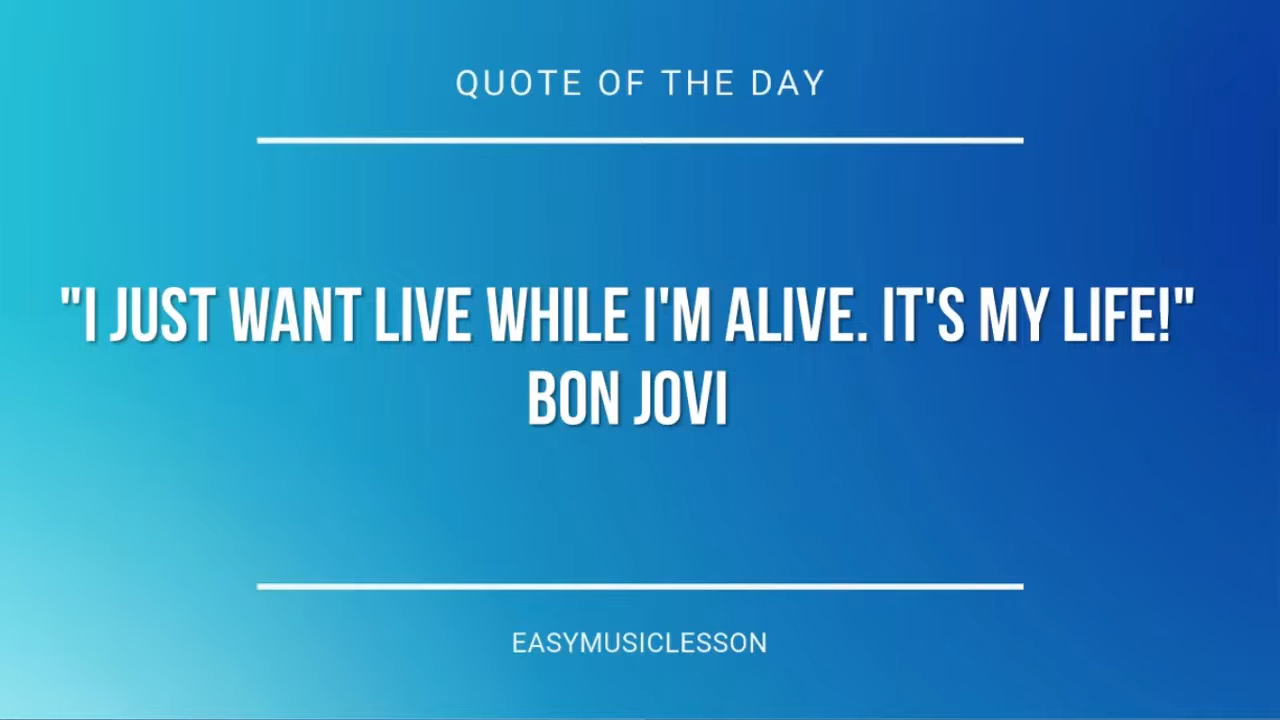 QUOTE OF THE DAY
"I JUST WANT LIVE WHILE I'M ALIVE. IT'S MY LIFE!"
BON JOVI
EASYMUSICLESSON